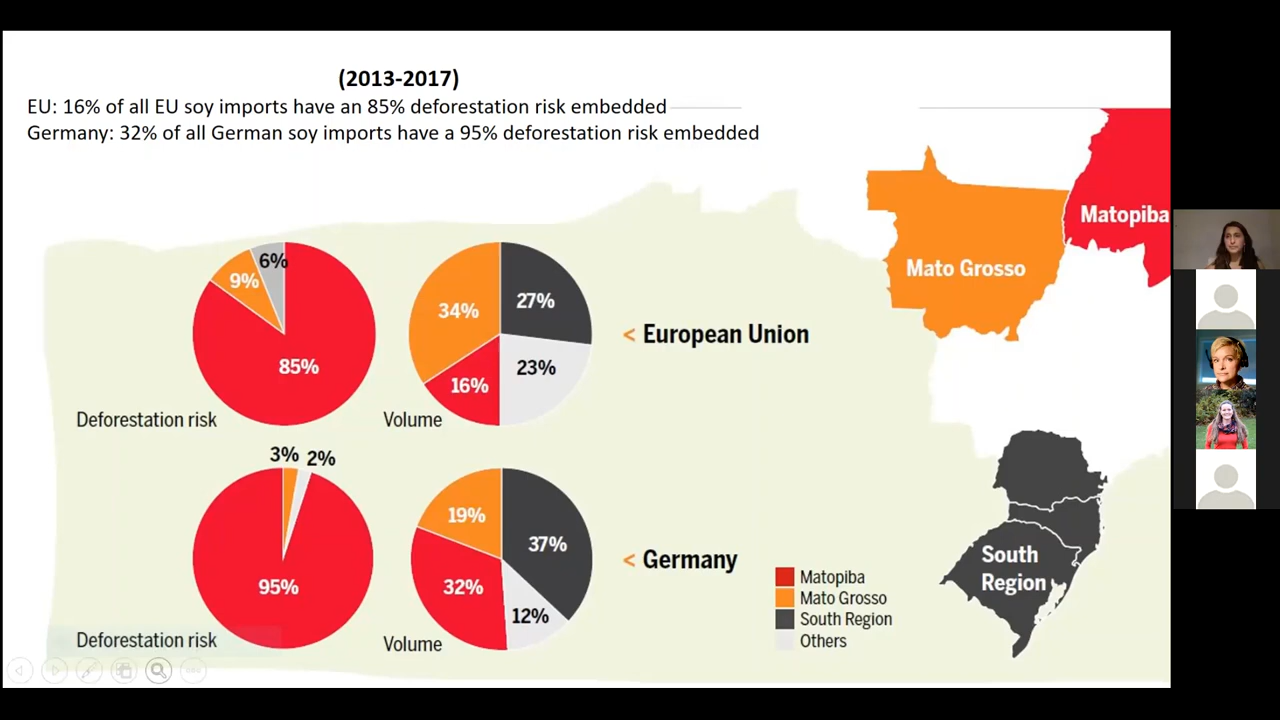 (2013-2017)
EU: 16% of all EU soy imports have an 85% deforestation risk embedded
Germany: 32% of all German soy imports have a 95% deforestation risk embedded
Matopiba
Mato Grosso
6%
9%
85%
Deforestation risk
34%
27%
16%
23%
Volume
< European Union
3%
2%
95%
Deforestation risk
19%
37%
32%
12%
Volume
< Germany
Matopiba
Mato Grosso
South Region
Others
South
Region